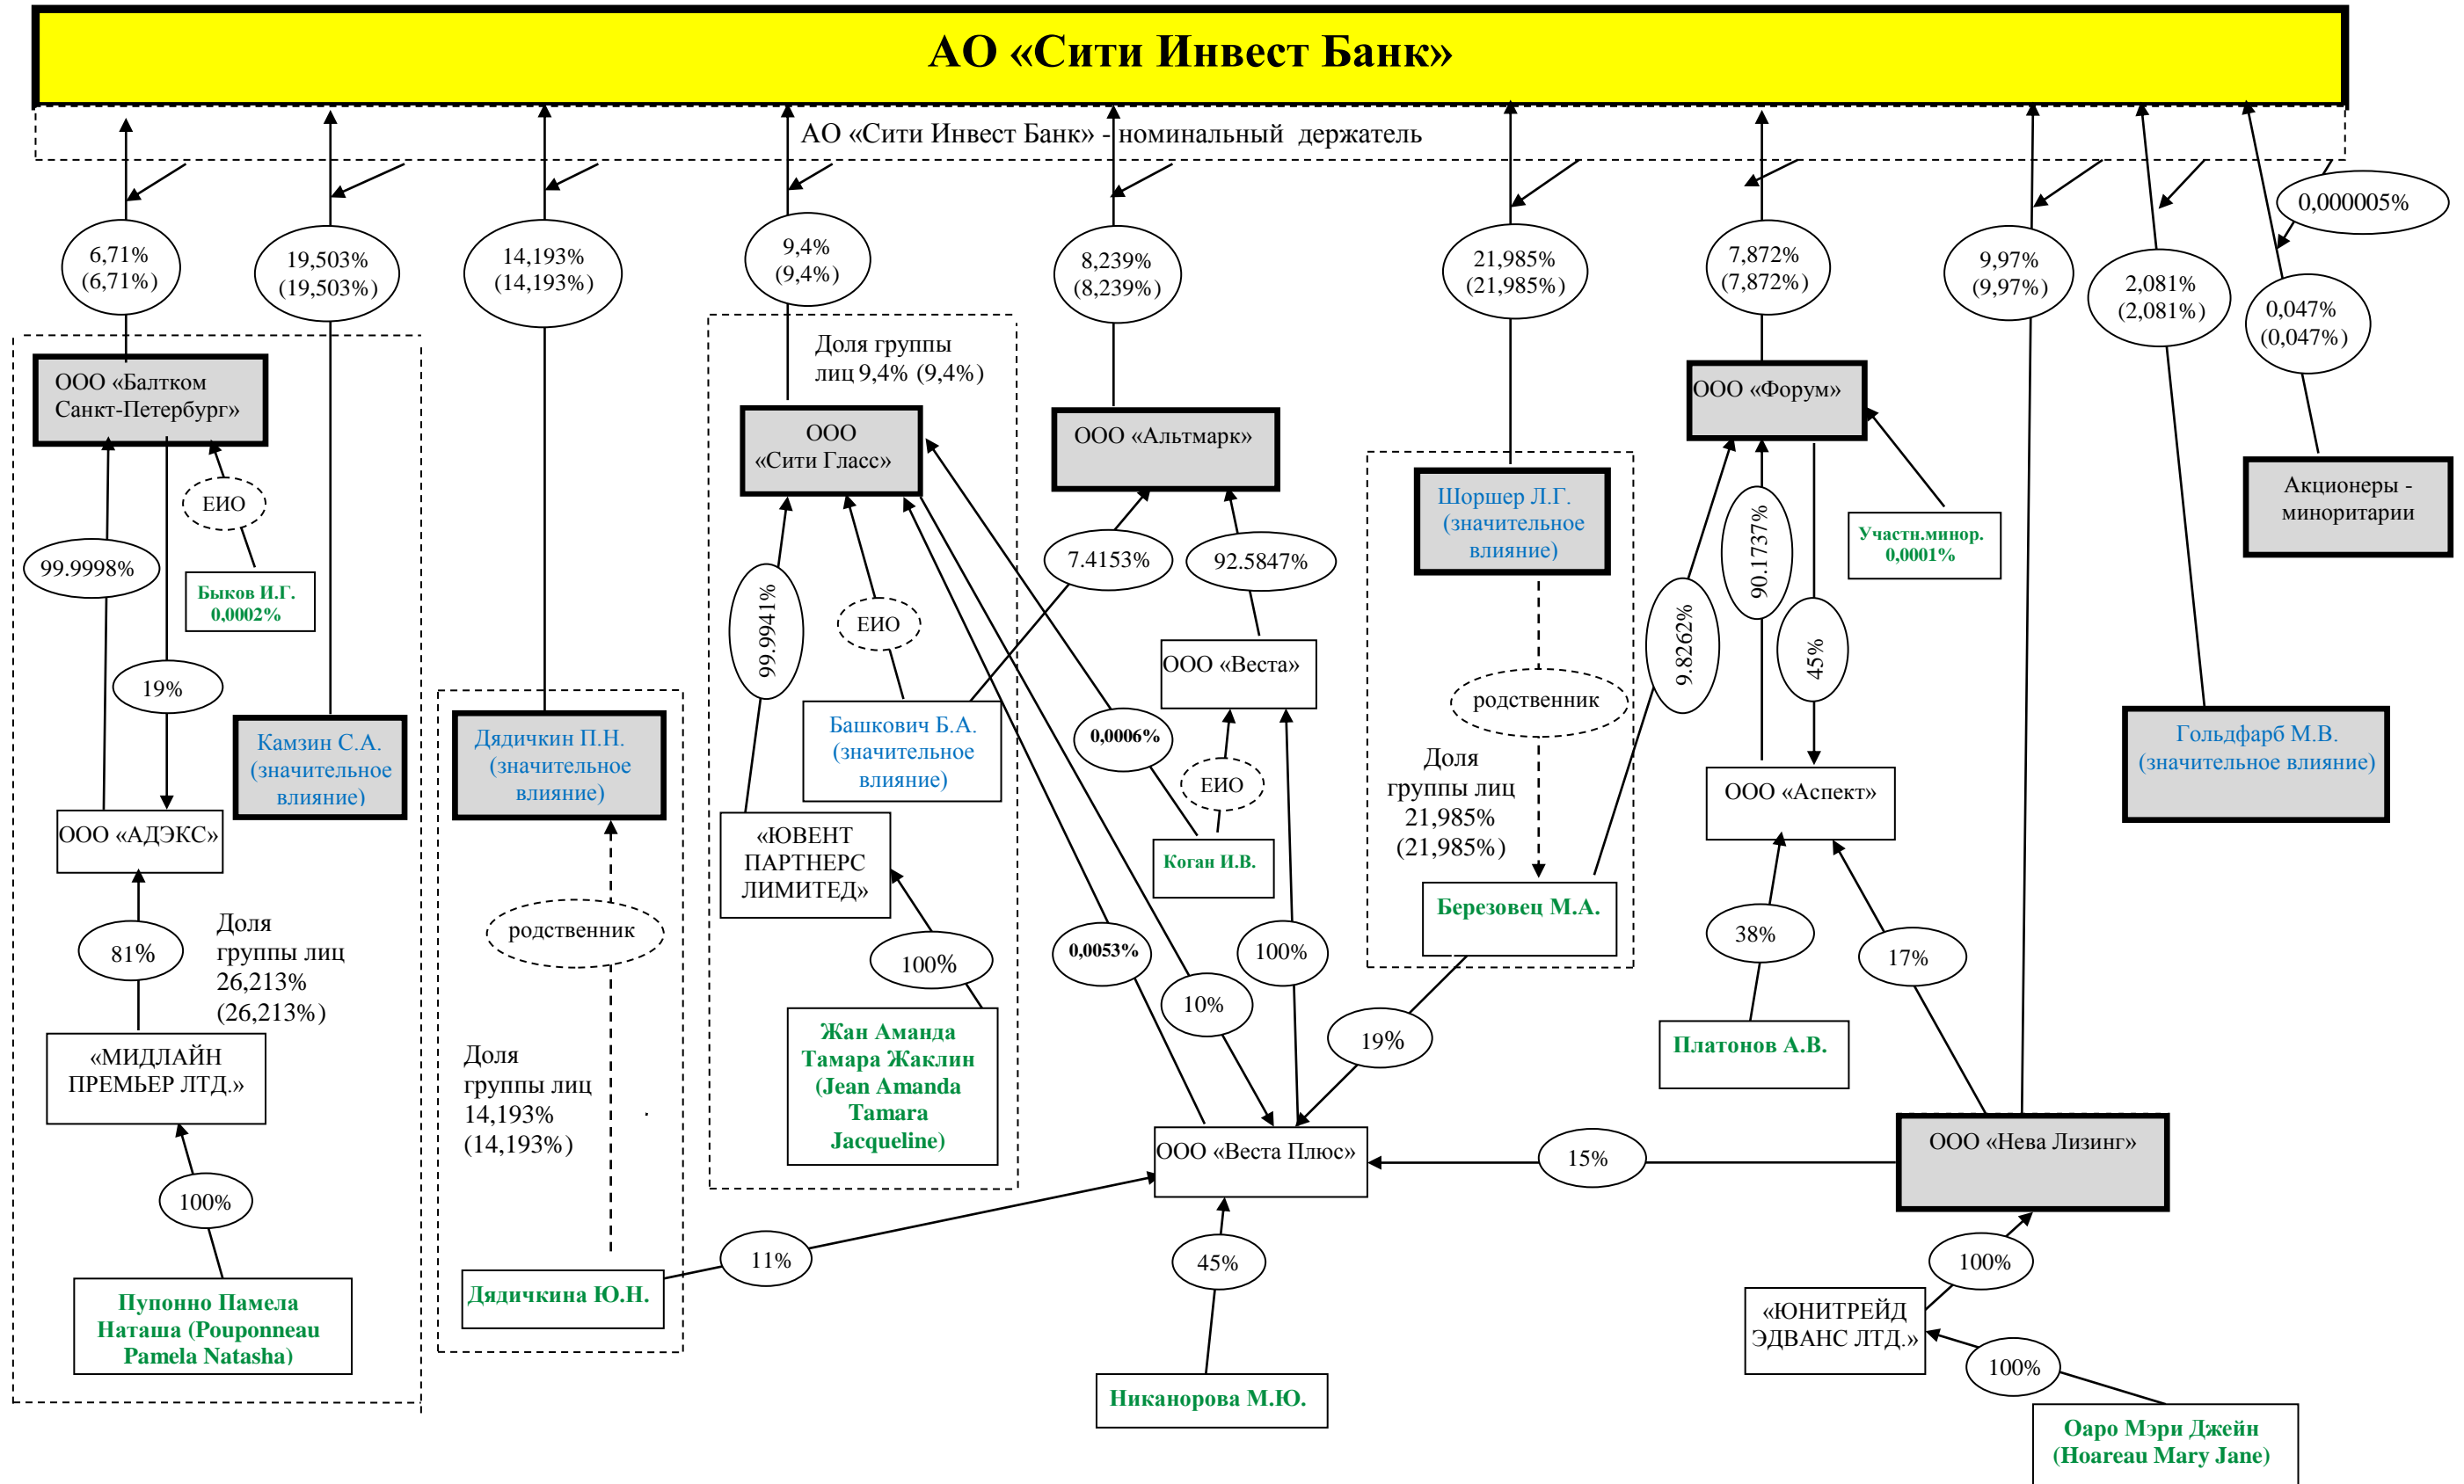 АО «Сити Инвест Банк»
АО «Сити Инвест Банк» - номинальный держатель
6,71%
(6,71%)
19,503%
(19,503%)
14,193%
(14,193%)
9,4%
(9,4%)
8,239%
(8,239%)
21,985%
(21,985%)
7,872%
(7,872%)
9,97%
(9,97%)
2,081%
(2,081%)
0,000005%
0,047%
(0,047%)
ООО «Балтком
Санкт-Петербург»
Доля группы
лиц 9,4% (9,4%)
ООО
«Сити Гласс»
ООО «Альтмарк»
Шоршер Л.Г.
(значительное
влияние)
ООО «Форум»
Акционеры -
миноритарии
ЕИО
99.9998%
Быков И.Г.
0,0002%
19%
Камзин С.А.
(значительное
влияние)
Дядичкин П.Н.
(значительное
влияние)
99.9941%
ЕИО
7.4153%
92.5847%
ООО «Веста»
Башкович Б.А.
(значительное
влияние)
0,0006%
ЕИО
Коган И.В.
родственник
9.8262%
90.1737%
45%
Участн.минор.
0,0001%
Гольдфарб М.В.
(значительное влияние)
ООО «АДЭКС»
«ЮВЕНТ
ПАРТНЕРС
ЛИМИТЕД»
Доля
группы лиц
21,985%
(21,985%)
ООО «Аспект»
Березовец М.А.
81%
Доля
группы лиц
26,213%
(26,213%)
родственник
100%
0,0053%
10%
100%
19%
38%
17%
«МИДЛАЙН
ПРЕМЬЕР ЛТД.»
Доля
группы лиц
14,193%
(14,193%)
.
Жан Аманда
Тамара Жаклин
(Jean Amanda
Tamara
Jacqueline)
Платонов А.В.
ООО «Веста Плюс»
15%
ООО «Нева Лизинг»
100%
11%
45%
100%
Пупонно Памела
Наташа (Pouponneau
Pamela Natasha)
Дядичкина Ю.Н.
«ЮНИТРЕЙД
ЭДВАНС ЛТД.»
100%
Никанорова М.Ю.
Оаро Мэри Джейн
(Hoareau Mary Jane)